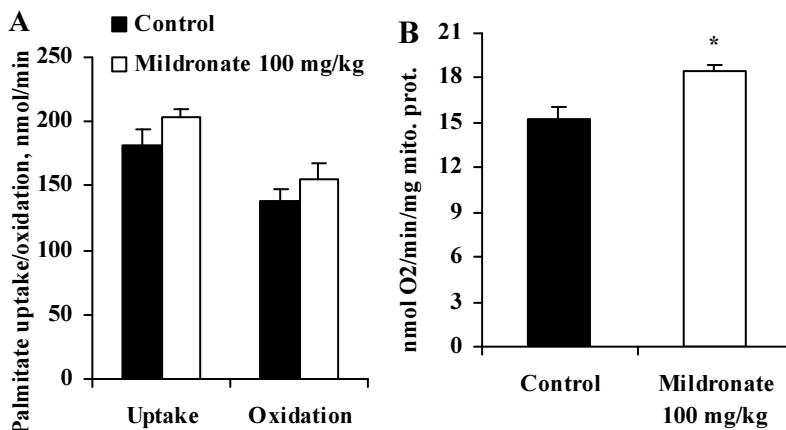 A
Control
Mildronate 100 mg/kg
Palmitate uptake/oxidation, nmol/min
250
200
150
100
50
0
Uptake
Oxidation
B
*
nmol O2/min/mg mito. prot.
21
18
15
12
9
6
3
0
Control
Mildronate
100 mg/kg